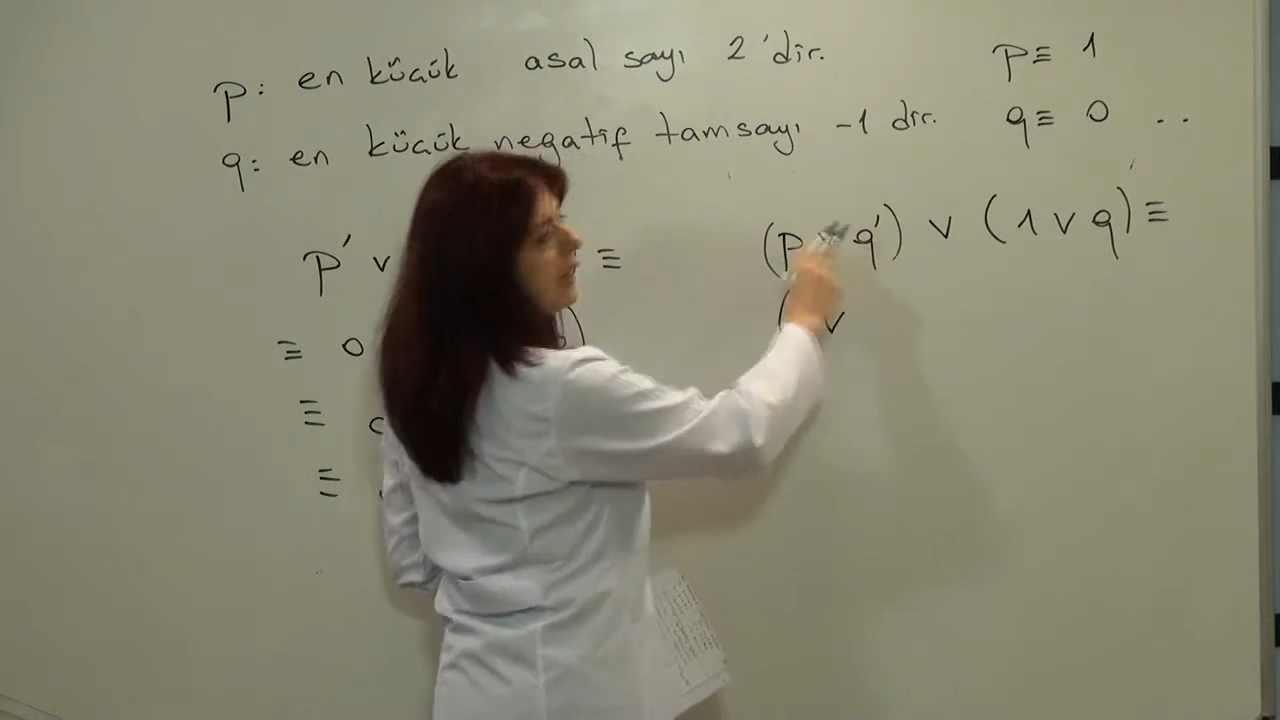 p: en küçük asal sayı 2'dir. p ≡ 1
q: en küçük negatif tamsayı -1 dir. q ≡ 0 ..
p' ∨ ≡
(p q') ∨ (1 ∨ q)' ≡
≡ 0 )
( ∨
≡
≡